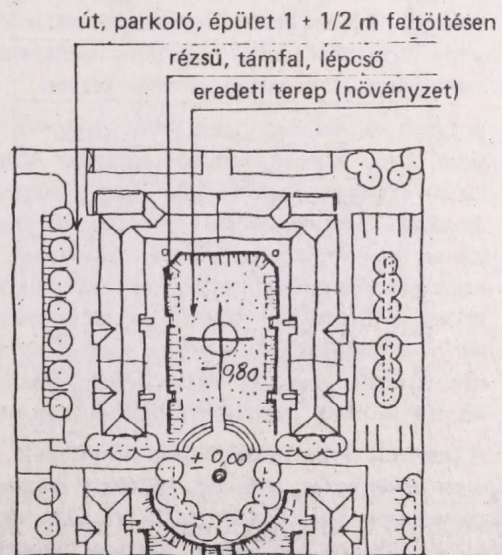 út, parkoló, épület 1 + 1/2 m feltöltésen
rézsü, támfal, lépcső
eredeti terep (növényzet)
- 0,80
± 0,00